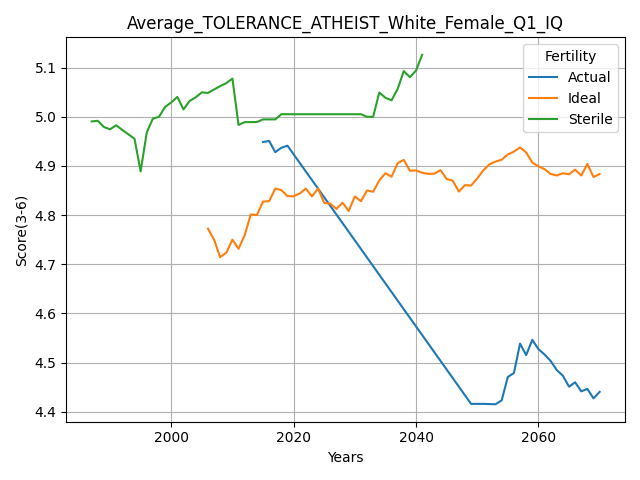 Average_TOLERANCE_ATHEIST_White_Female_Q1_IQ
Fertility
Actual
Ideal
Sterile
Score(3-6)
5.1
5.0
4.9
4.8
4.7
4.6
4.5
4.4
2000
2020
2040
2060
Years